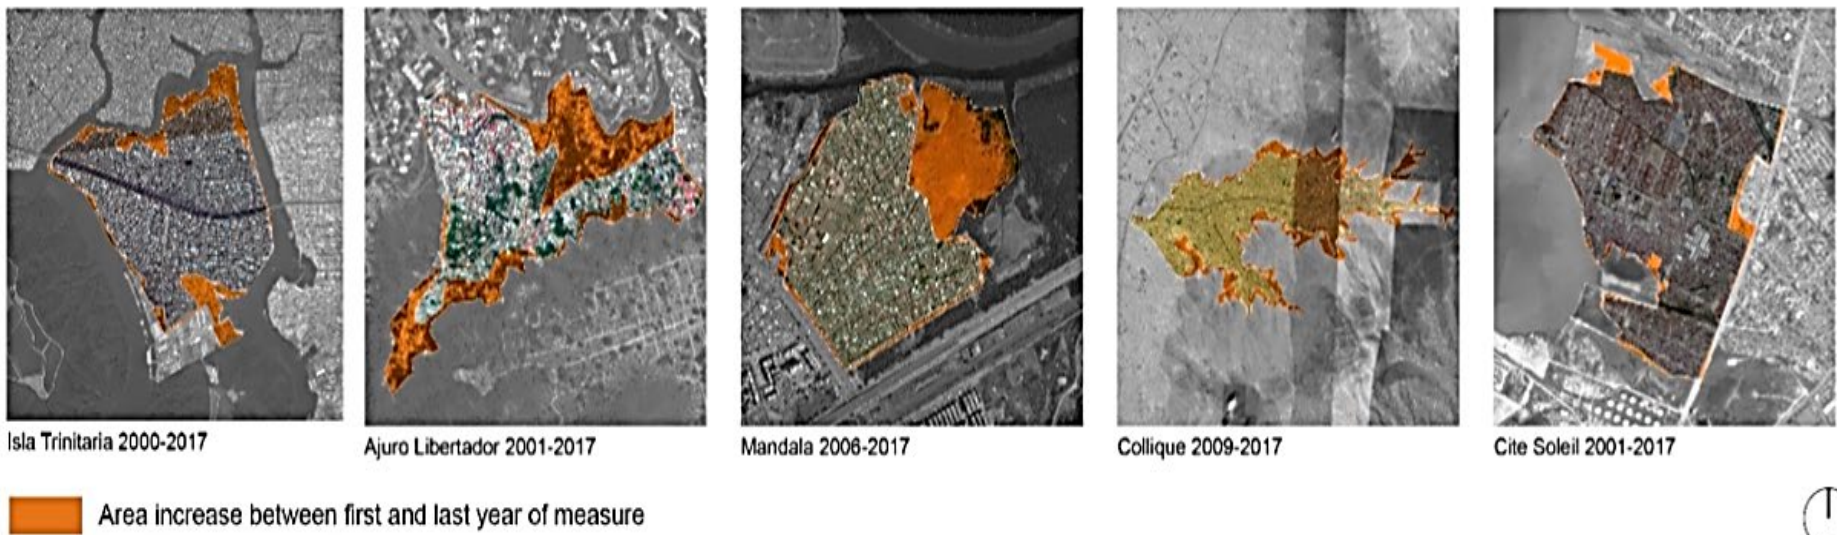 Isla Trinitaria 2000-2017
Ajuro Libertador 2001-2017
Mandala 2006-2017
Collique 2009-2017
Cite Soleil 2001-2017
Area increase between first and last year of measure